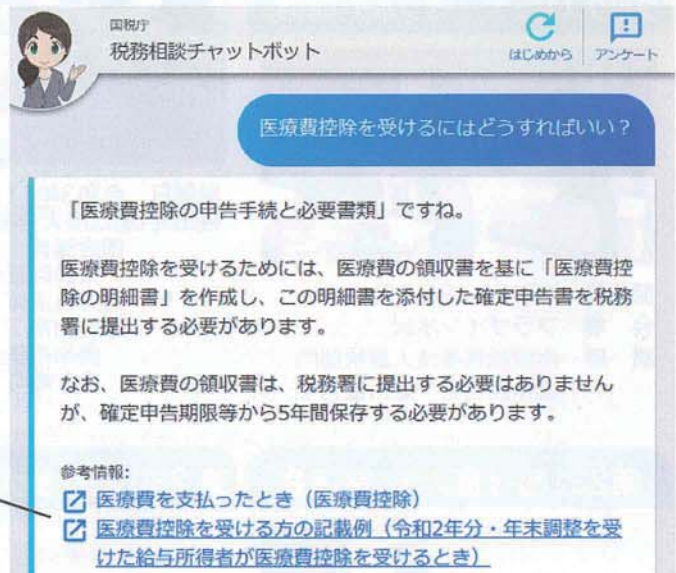 国税庁
税務相談チャットボット
はじめから アンケート
医療費控除を受けるにはどうすればいい？
「医療費控除の申告手続と必要書類」ですね。
医療費控除を受けるためには、医療費の領収書を基に「医療費控
除の明細書」を作成し、この明細書を添付した確定申告書を税務
署に提出する必要があります。
なお、医療費の領収書は、税務署に提出する必要はありません
が、確定申告期限等から5年間保存する必要があります。
参考情報:
医療費を支払ったとき（医療費控除）
医療費控除を受ける方の記載例（令和2年分・年末調整を受
けた給与所得者が医療費控除を受けるとき）